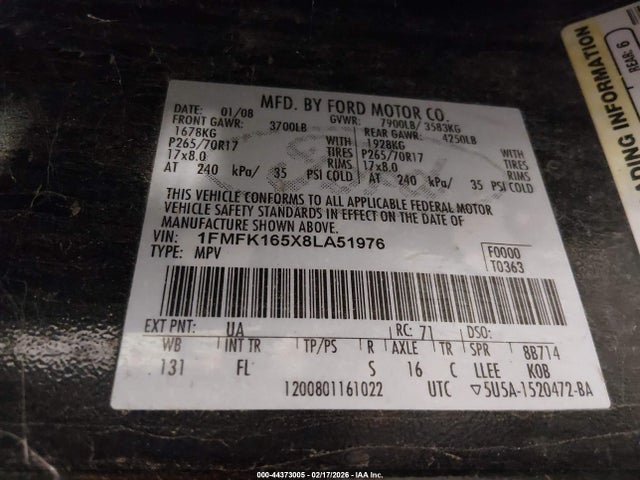 MFD. BY FORD MOTOR CO.
DATE: 01/08 GVWR: 7900LB/ 3583KG
FRONT GAWR: 3700LB REAR GAWR: 4250LB
1678KG WITH 1928KG WITH
P265/70R17 TIRES P265/70R17 TIRES
17x8.0 RIMS 17x8.0 RIMS
AT 240 kPa/ 35 PSI COLD AT 240 kPa/ 35 PSI COLD
THIS VEHICLE CONFORMS TO ALL APPLICABLE FEDERAL MOTOR
VEHICLE SAFETY STANDARDS IN EFFECT ON THE DATE OF
MANUFACTURE SHOWN ABOVE.
VIN: 1FMFK165X8LA51976
TYPE: MPV
F0000
T0363
EXT PNT: UA RC: 71 DSO:
WB INT TR TP/PS R AXLE TR SPR 8B714
131 FL S 16 C LLEE KOB
1200801161022 UTC ▽5U5A-1520472-BA
REAR: 6
DING INFORMATION
000-44373005 - 02/17/2026 - IAA Inc.